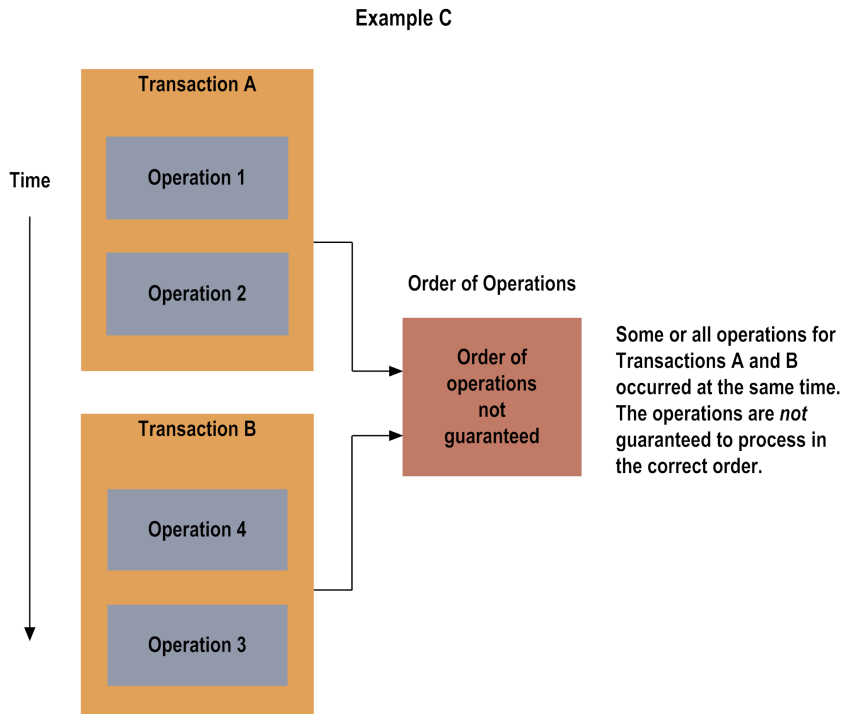 Example C
Time
Transaction A
Operation 1
Operation 2
Transaction B
Operation 4
Operation 3
Order of Operations
Order of
operations
not
guaranteed
Some or all operations for
Transactions A and B
occurred at the same time.
The operations are not
guaranteed to process in
the correct order.